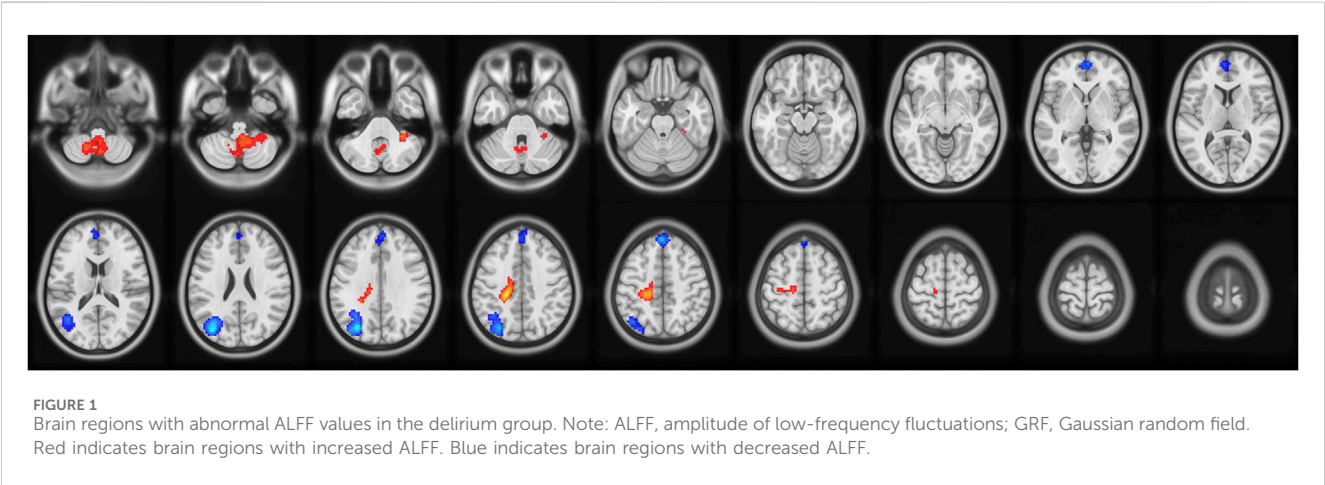 FIGURE 1
Brain regions with abnormal ALFF values in the delirium group. Note: ALFF, amplitude of low-frequency fluctuations; GRF, Gaussian random field.
Red indicates brain regions with increased ALFF. Blue indicates brain regions with decreased ALFF.